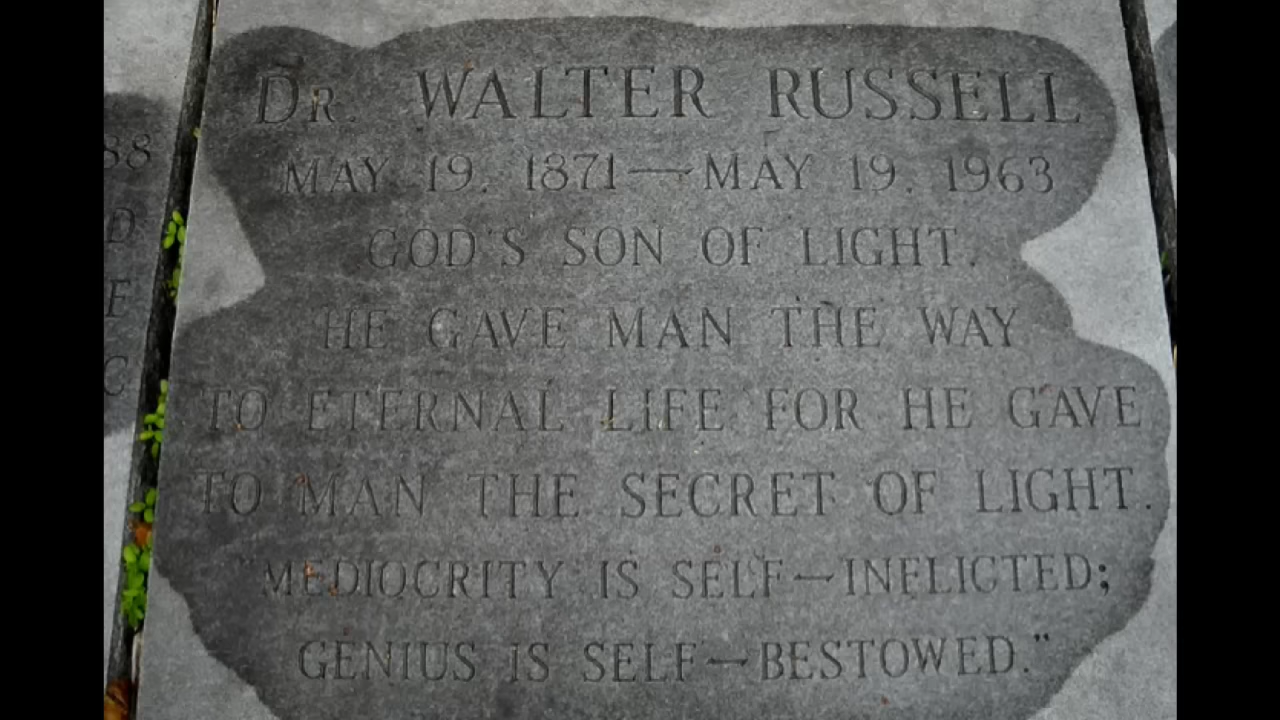 Dr. WALTER RUSSELL
MAY 19, 1871—MAY 19, 1963
GOD'S SON OF LIGHT.
HE GAVE MAN THE WAY
TO ETERNAL LIFE FOR HE GAVE
TO MAN THE SECRET OF LIGHT.
"MEDIOCRITY IS SELF—INFLICTED;
GENIUS IS SELF—BESTOWED."
88
D
F
C